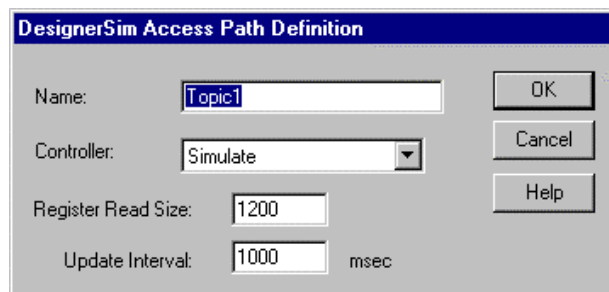 DesignerSim Access Path Definition
Name: Topic1 OK
Controller: Simulate Cancel
Register Read Size: 1200 Help
Update Interval: 1000 msec